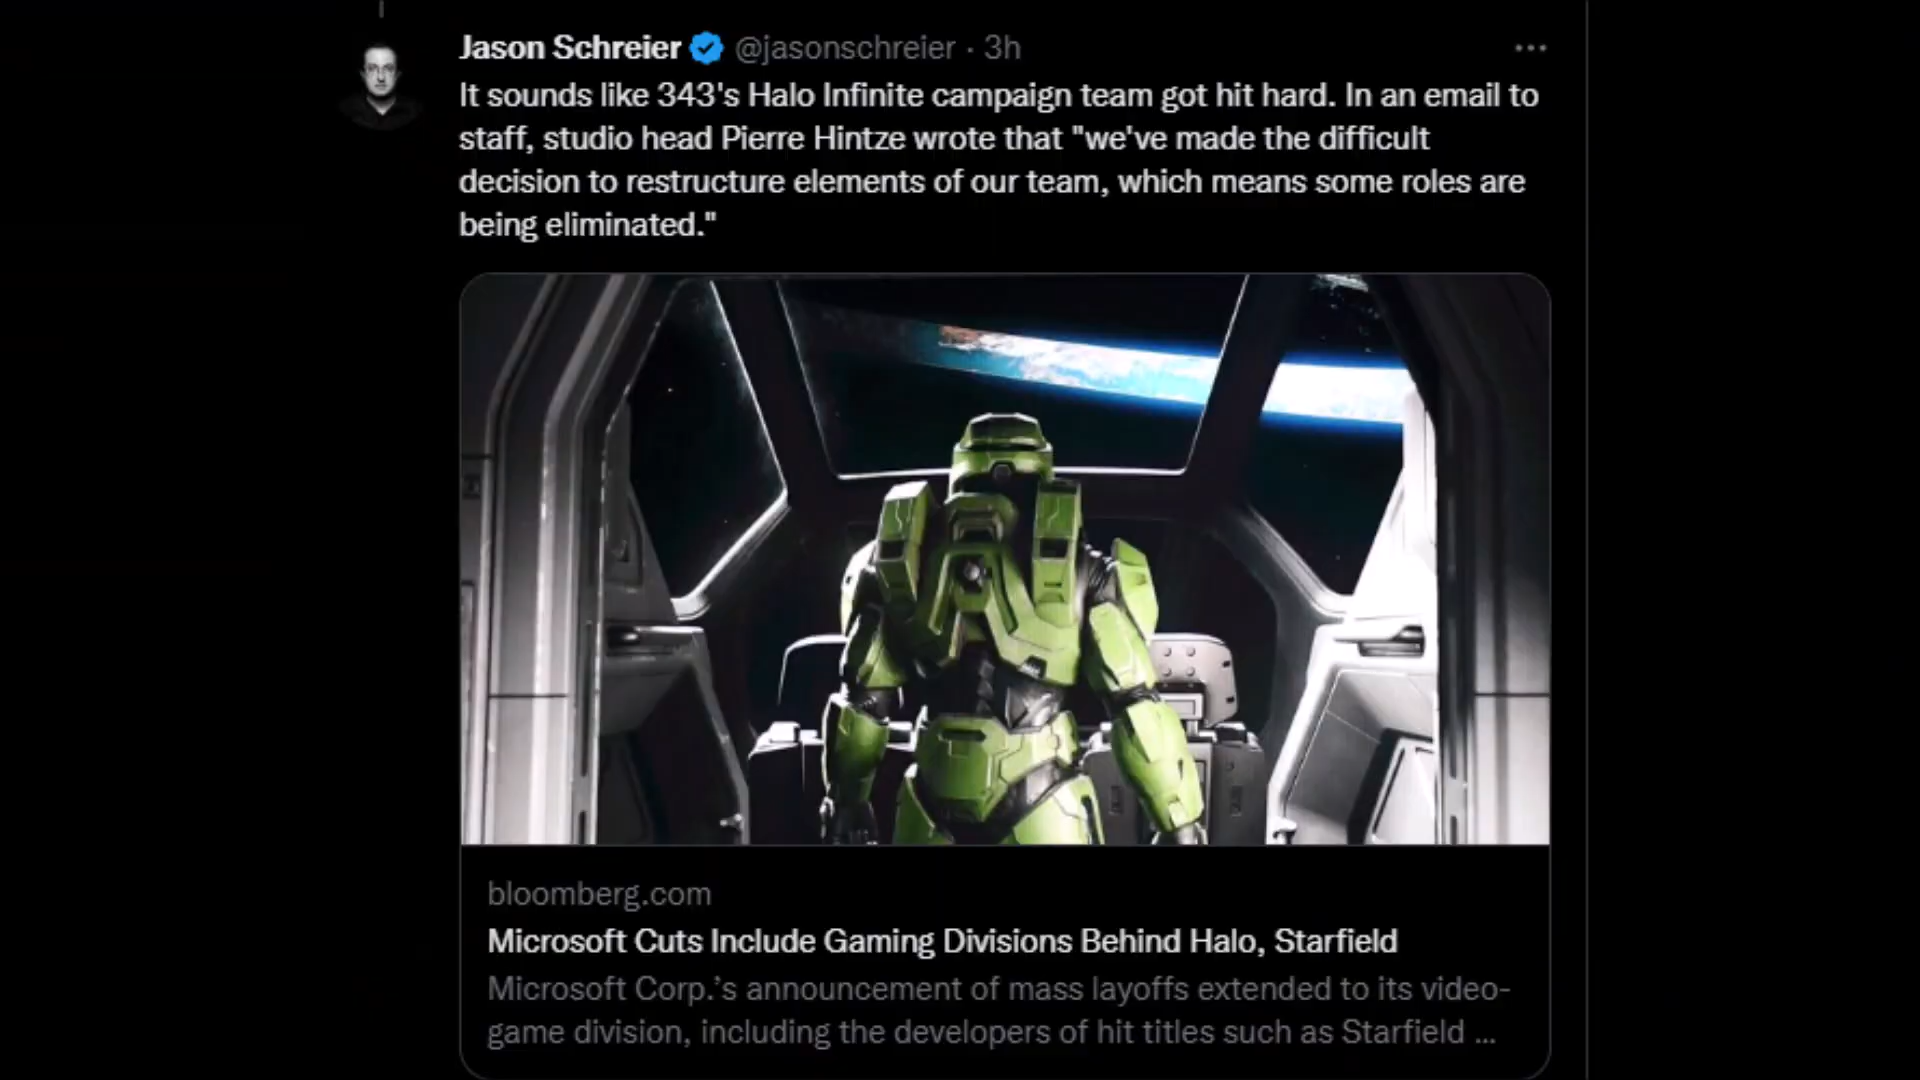 Jason Schreier @jasonschreier · 3h
It sounds like 343's Halo Infinite campaign team got hit hard. In an email to
staff, studio head Pierre Hintze wrote that "we've made the difficult
decision to restructure elements of our team, which means some roles are
being eliminated."
bloomberg.com
Microsoft Cuts Include Gaming Divisions Behind Halo, Starfield
Microsoft Corp.'s announcement of mass layoffs extended to its video-
game division, including the developers of hit titles such as Starfield ...